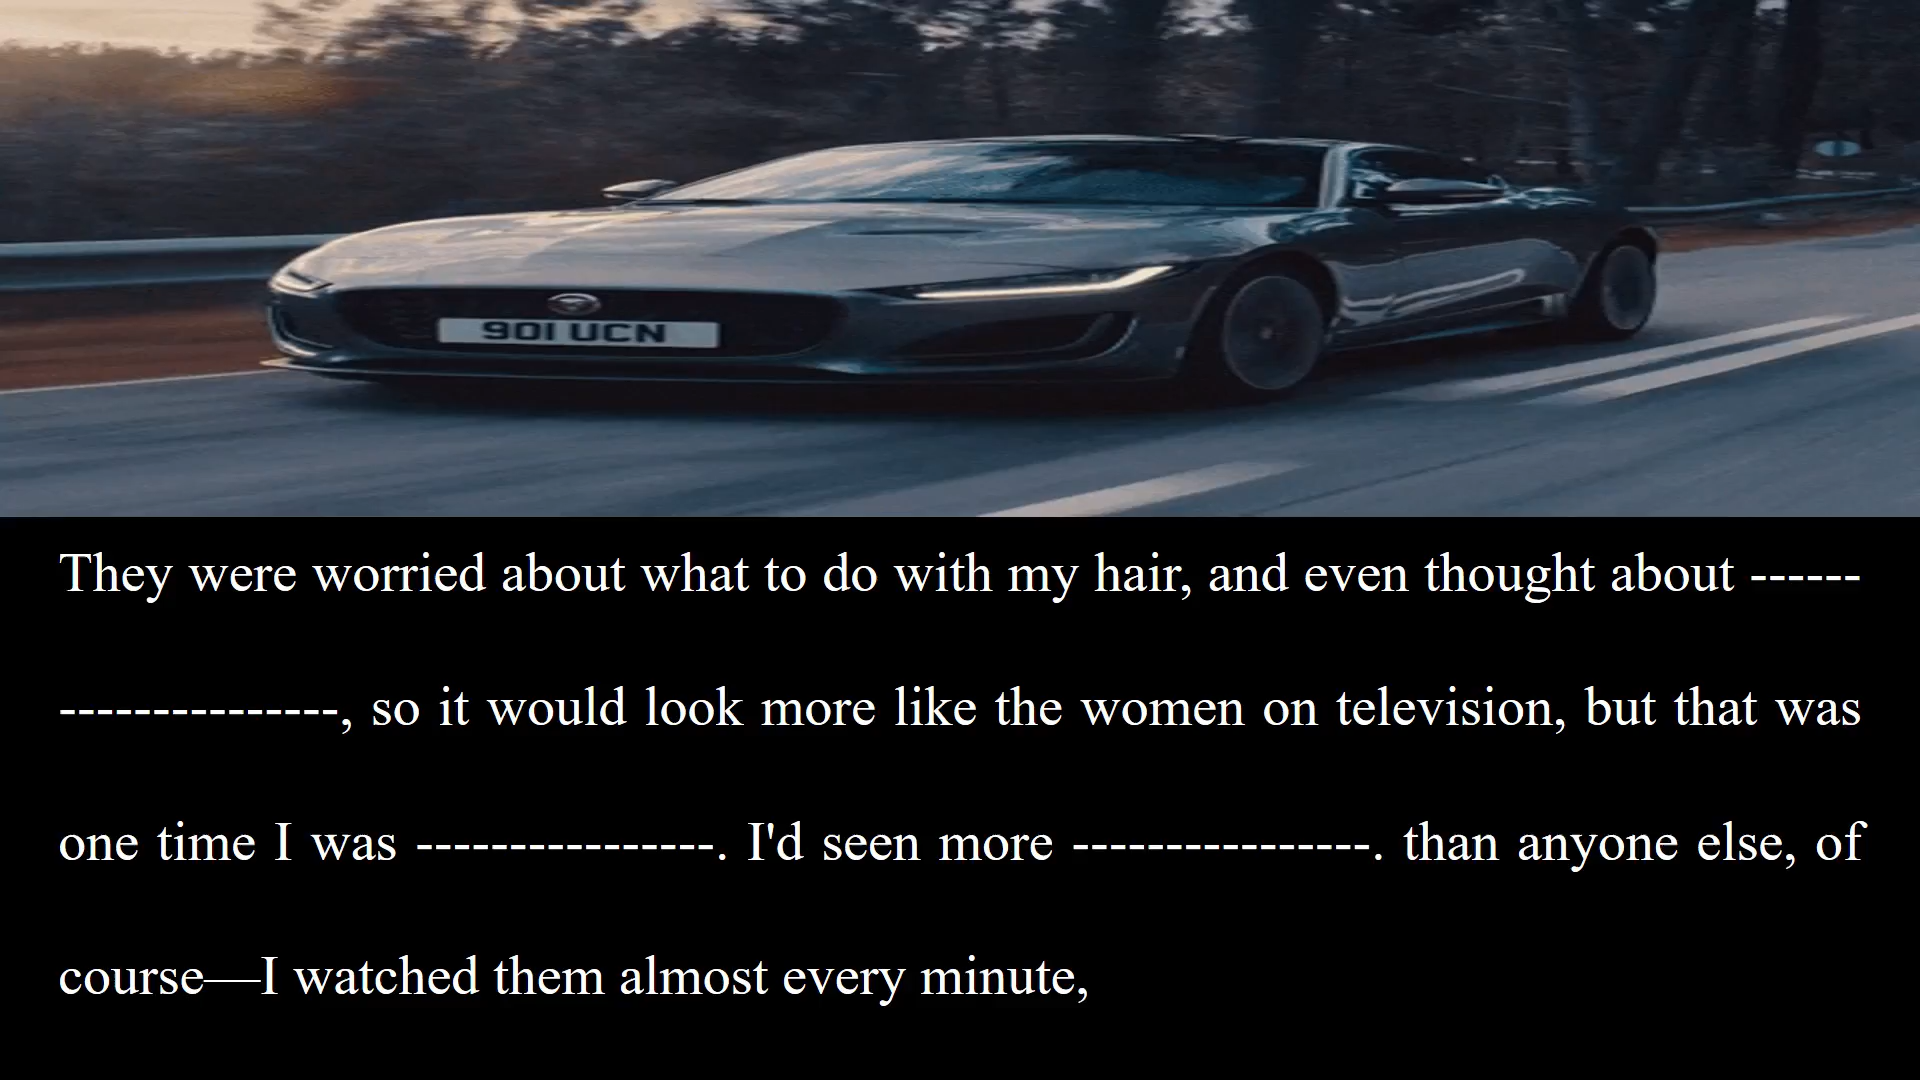 901 UCN
They were worried about what to do with my hair, and even thought about ------
---------------, so it would look more like the women on television, but that was
one time I was ----------------. I'd seen more ----------------. than anyone else, of
course—I watched them almost every minute,